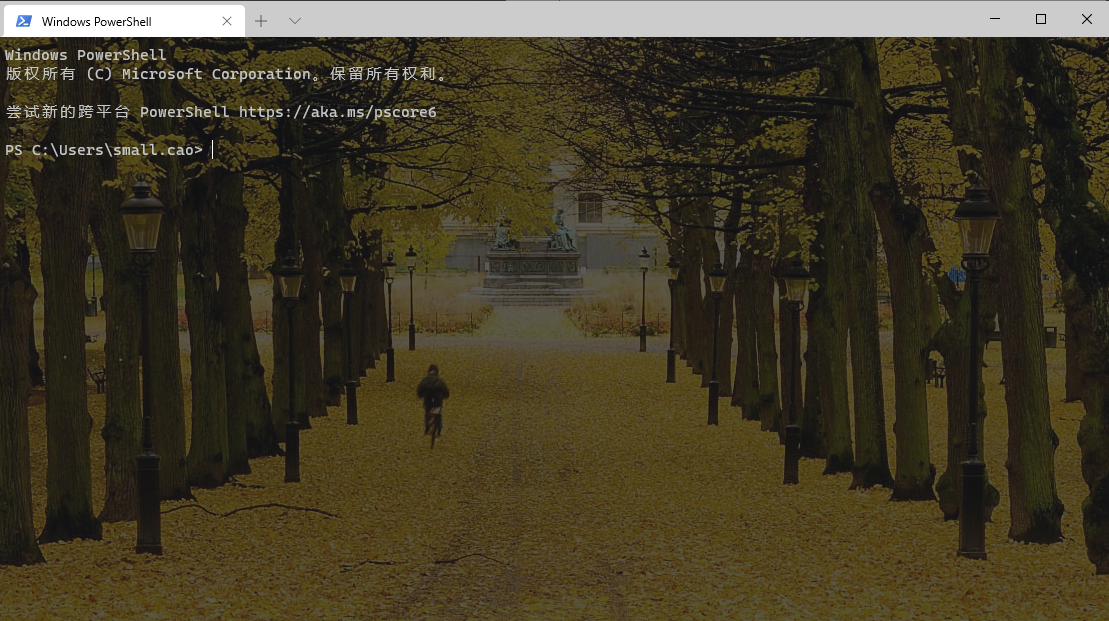 Windows PowerShell
Windows PowerShell
版权所有 (C) Microsoft Corporation。保留所有权利。
尝试新的跨平台 PowerShell https://aka.ms/pscore6
PS C:\Users\small.cao>